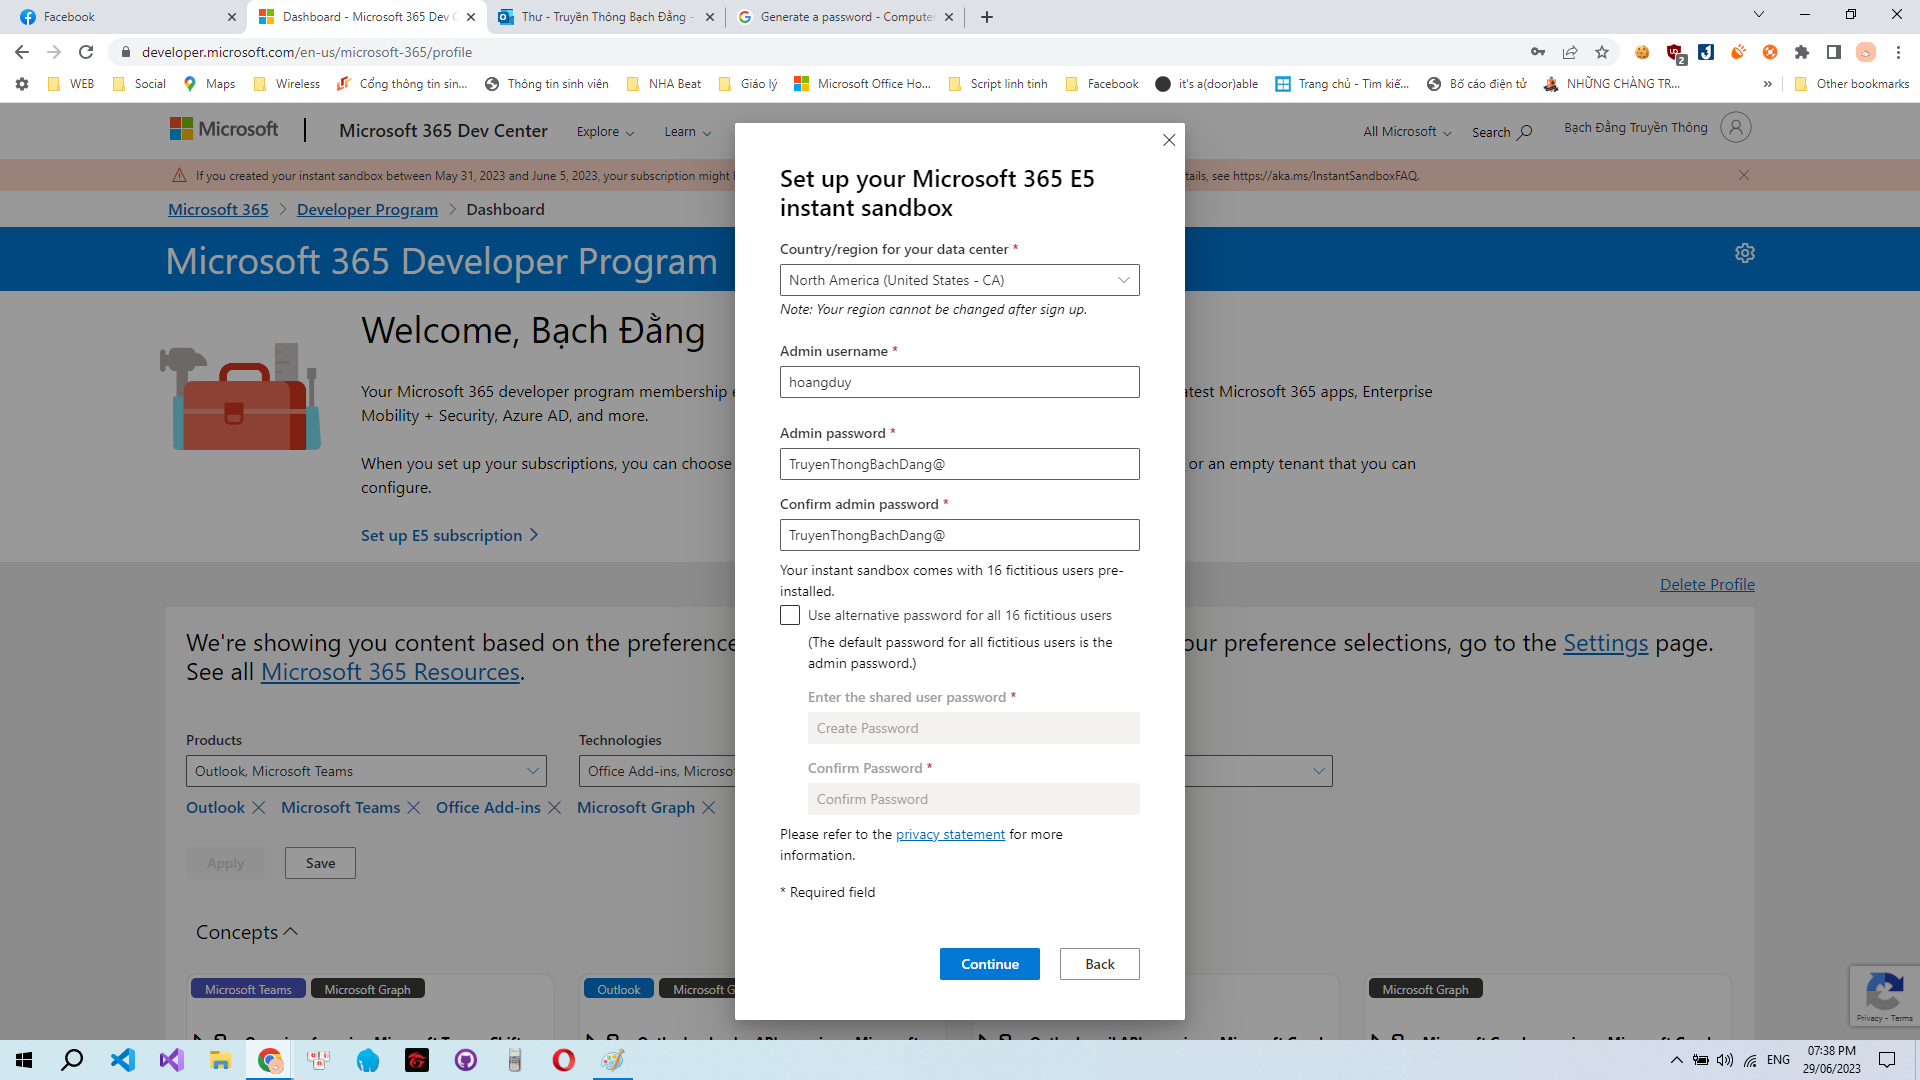 Facebook
Dashboard - Microsoft 365 Dev C
Thư - Truyền Thông Bạch Đằng -
Generate a password - Computer
developer.microsoft.com/en-us/microsoft-365/profile
2
WEB
Social
Maps
Wireless
Cổng thông tin sin...
Thông tin sinh viên
NHA Beat
Giáo lý
Microsoft Office Ho...
Script linh tinh
Facebook
it's a(door)able
Trang chủ - Tìm kiế...
Bố cáo điện tử
NHỮNG CHÀNG TR...
»
Other bookmarks
Microsoft
Microsoft 365 Dev Center
Explore
Learn
All Microsoft
Search
Bạch Đằng Truyền Thông
If you created your instant sandbox between May 31, 2023 and June 5, 2023, your subscription might
tails, see https://aka.ms/InstantSandboxFAQ.
Microsoft 365 > Developer Program > Dashboard
Microsoft 365 Developer Program
Welcome, Bạch Đằng
Your Microsoft 365 developer program membership e
atest Microsoft 365 apps, Enterprise
Mobility + Security, Azure AD, and more.
When you set up your subscriptions, you can choose
or an empty tenant that you can
configure.
Set up E5 subscription >
Delete Profile
We're showing you content based on the preference
our preference selections, go to the Settings page.
See all Microsoft 365 Resources.
Products
Technologies
Outlook, Microsoft Teams
Office Add-ins, Microsof
Outlook
Microsoft Teams
Office Add-ins
Microsoft Graph
Apply
Save
Concepts
Microsoft Teams
Microsoft Graph
Outlook
Microsoft G
Microsoft Graph
Set up your Microsoft 365 E5
instant sandbox
Country/region for your data center *
North America (United States - CA)
Note: Your region cannot be changed after sign up.
Admin username *
hoangduy
Admin password *
TruyenThongBachDang@
Confirm admin password *
TruyenThongBachDang@
Your instant sandbox comes with 16 fictitious users pre-
installed.
Use alternative password for all 16 fictitious users
(The default password for all fictitious users is the
admin password.)
Enter the shared user password *
Create Password
Confirm Password *
Confirm Password
Please refer to the privacy statement for more
information.
* Required field
Continue
Back
Privacy - Terms
ENG
07:38 PM
29/06/2023